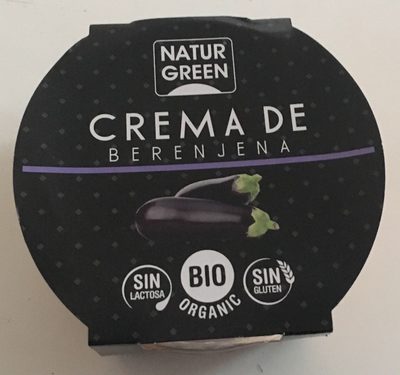 NATUR
GREEN
CREMA DE
BERENJENA
SIN
LACTOSA
BIO
ORGANIC
SIN
GLUTEN